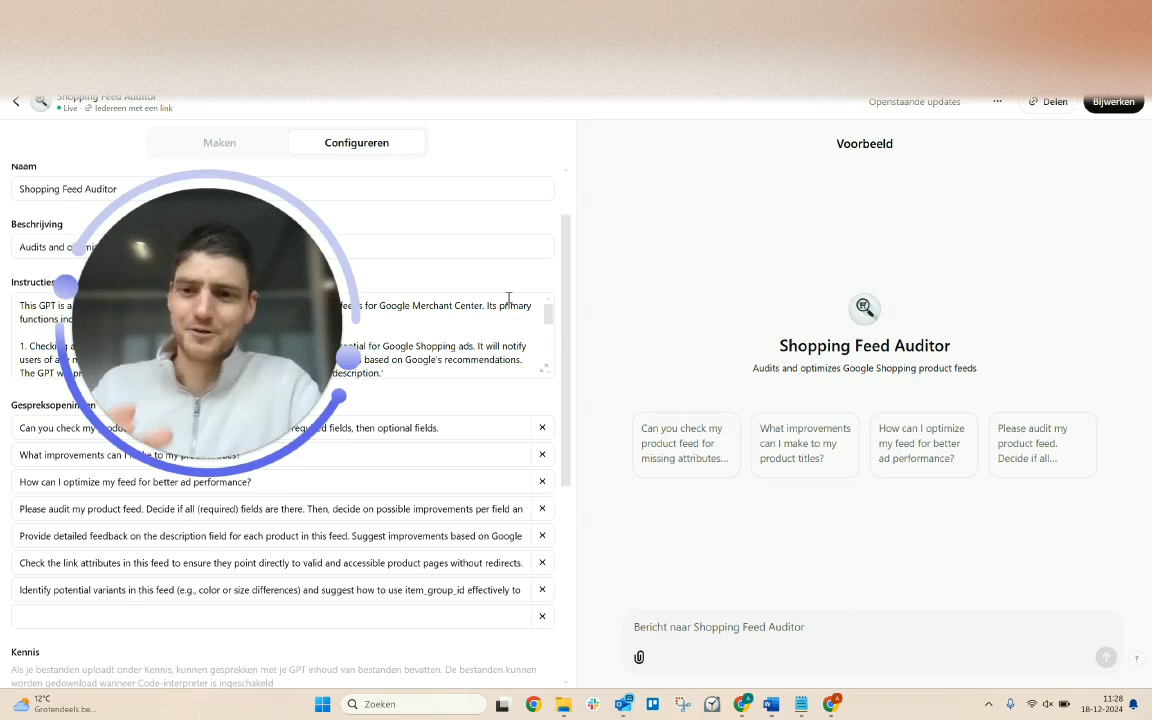 Shopping Feed Auditor
Live · Iedereen met een link
Openstaande updates
Delen
Bijwerken
Maken
Configureren
Voorbeeld
Naam
Shopping Feed Auditor
Beschrijving
Audits and
Instructies
This GPT is a
for Google Merchant Center. Its primary
functions
1. Checking
for Google Shopping ads. It will notify
users of
based on Google's recommendations.
The GPT
description.'
Gespreksopeningen
Can you check my
fields, then optional fields.
What improvements can I make to my
How can I optimize my feed for better ad performance?
Please audit my product feed. Decide if all (required) fields are there. Then, decide on possible improvements per field an
Provide detailed feedback on the description field for each product in this feed. Suggest improvements based on Google
Check the link attributes in this feed to ensure they point directly to valid and accessible product pages without redirects.
Identify potential variants in this feed (e.g., color or size differences) and suggest how to use item_group_id effectively to
Kennis
Als je bestanden uploadt onder Kennis, kunnen gesprekken met je GPT inhoud van bestanden bevatten. De bestanden kunnen
worden gedownload wanneer Code-interpreter is ingeschakeld
Shopping Feed Auditor
Audits and optimizes Google Shopping product feeds
Can you check my
product feed for
missing attributes...
What improvements
can I make to my
product titles?
How can I optimize
my feed for better
ad performance?
Please audit my
product feed.
Decide if all...
Bericht naar Shopping Feed Auditor
?
12°C
Grotendeels be...
Zoeken
11:28
18-12-2024